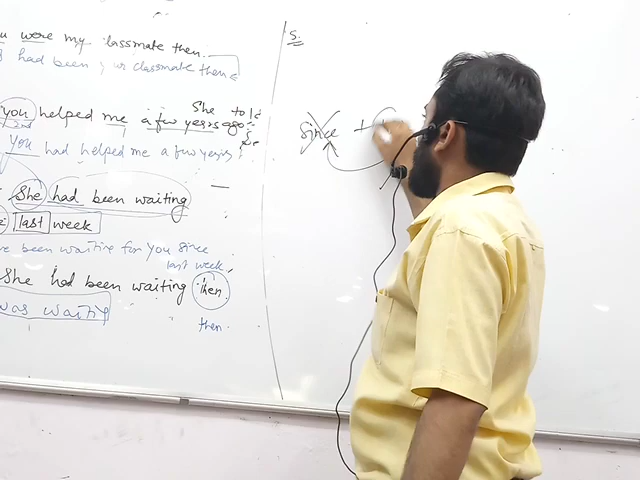 were my classmate then.
had been ur classmate then
She told
you helped me a few years ago
You had helped me a few years
She had been waiting
last week
been waiting for you since
last week.
She had been waiting then
was waiting
then.
S.
Since +